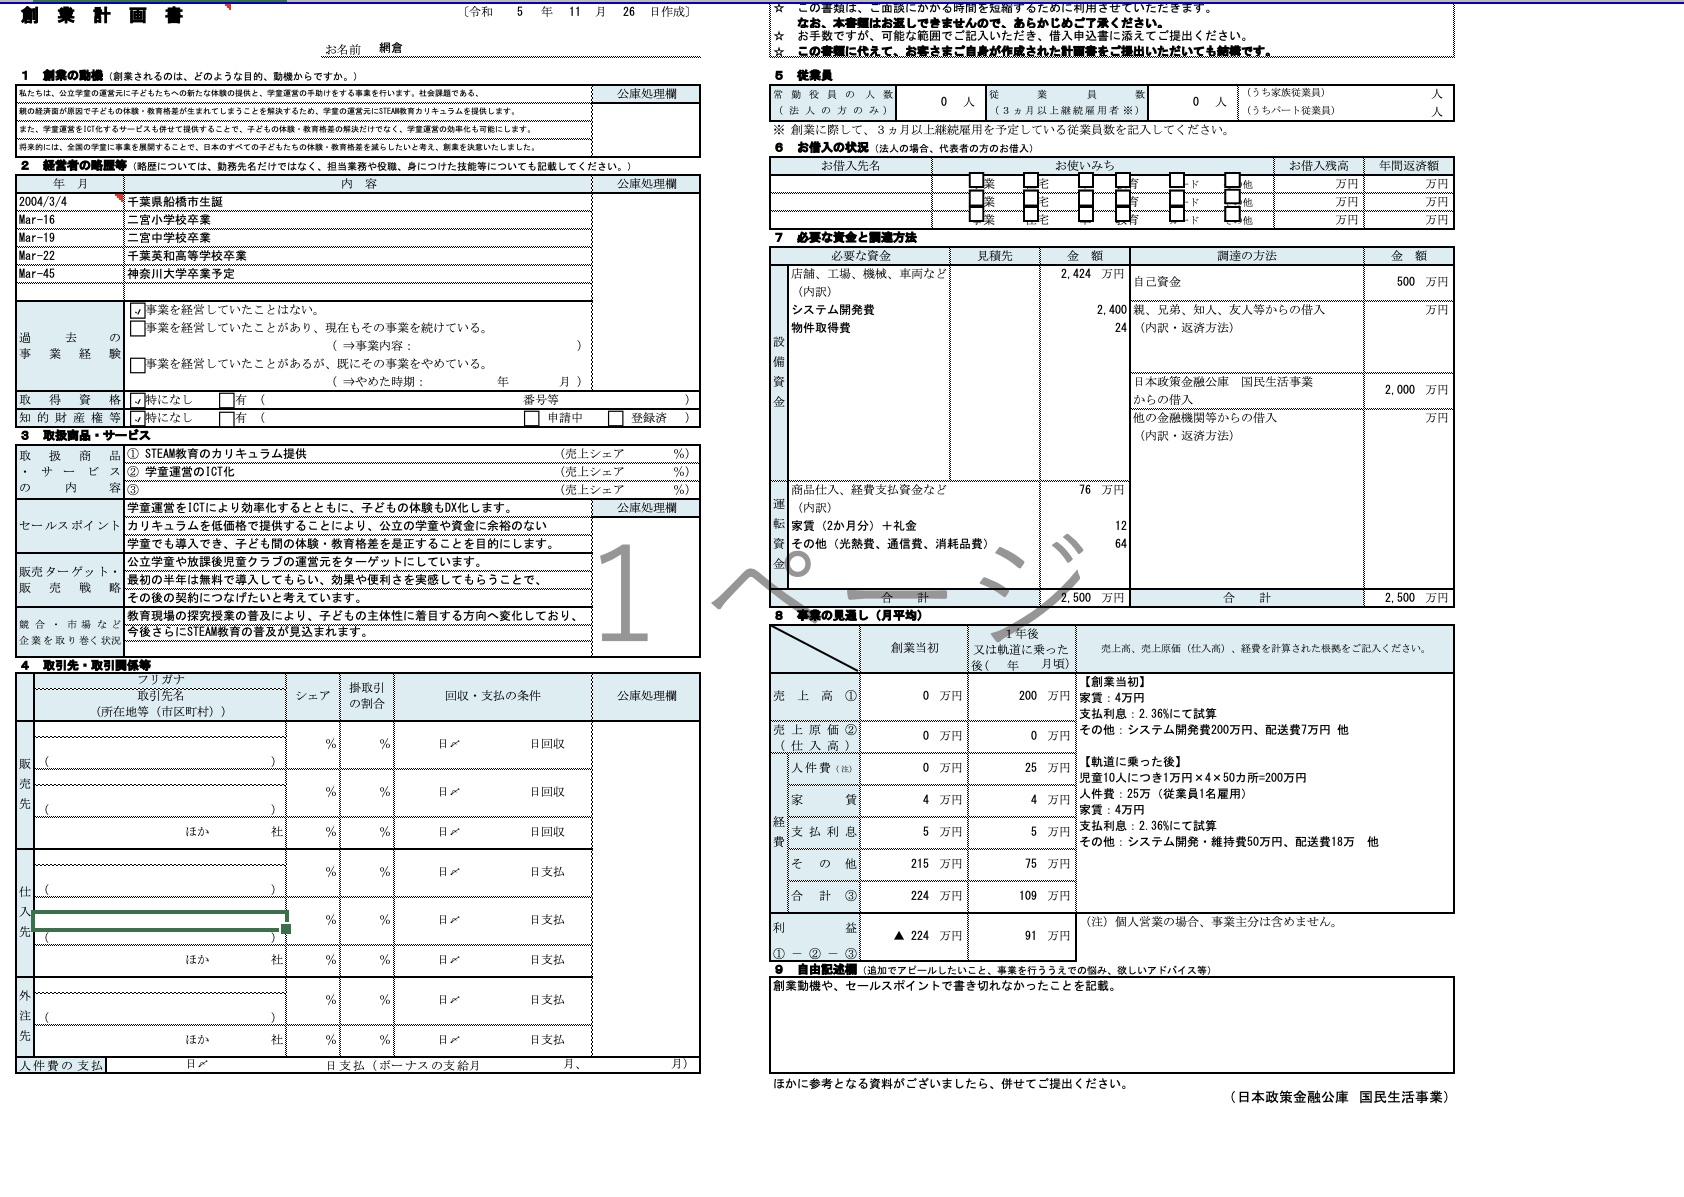 創業計画書
〔令和 5 年 11 月 26 日作成〕
お名前 網倉
1 創業の動機（創業されるのは、どのような目的、動機からですか。）
公庫処理欄
私たちは、公立学童の運営元に子どもたちへの新たな体験の提供と、学童運営の手助けをする事業を行います。社会課題である、
親の経済面が原因で子どもの体験・教育格差が生まれてしまうことを解決するため、学童の運営元にSTEAM教育カリキュラムを提供します。
また、学童運営をICT化するサービスも併せて提供することで、子どもの体験・教育格差の解決だけでなく、学童運営の効率化も可能にします。
将来的には、全国の学童に事業を展開することで、日本のすべての子どもたちの体験・教育格差を減らしたいと考え、創業を決意いたしました。
2 経営者の略歴等（略歴については、勤務先名だけではなく、担当業務や役職、身につけた技能等についても記載してください。）
年 月 内 容 公庫処理欄
2004/3/4 千葉県船橋市生誕
Mar-16 二宮小学校卒業
Mar-19 二宮中学校卒業
Mar-22 千葉英和高等学校卒業
Mar-45 神奈川大学卒業予定
過去の事業経験
事業を経営していたことはない。
事業を経営していたことがあり、現在もその事業を続けている。
（⇒事業内容： ）
事業を経営していたことがあるが、既にその事業をやめている。
（⇒やめた時期： 年 月）
取得資格 特になし 有 （ 番号等 ）
知的財産権等 特になし 有 （ 申請中 登録済 ）
3 取扱商品・サービス
取扱商品・サービスの内容
① STEAM教育のカリキュラム提供 （売上シェア %）
② 学童運営のICT化 （売上シェア %）
③ （売上シェア %）
公庫処理欄
セールスポイント
学童運営をICTにより効率化するとともに、子どもの体験もDX化します。
カリキュラムを低価格で提供することにより、公立の学童や資金に余裕のない
学童でも導入でき、子ども間の体験・教育格差を是正することを目的にします。
販売ターゲット・販売戦略
公立学童や放課後児童クラブの運営元をターゲットにしています。
最初の半年は無料で導入してもらい、効果や便利さを実感してもらうことで、
その後の契約につなげたいと考えています。
競合・市場など企業を取り巻く状況
教育現場の探究授業の普及により、子どもの主体性に着目する方向へ変化しており、
今後さらにSTEAM教育の普及が見込まれます。
4 取引先・取引関係等
フリガナ
取引先名
（所在地等（市区町村））
シェア 掛取引の割合 回収・支払の条件 公庫処理欄
販売先
% % 日〆 日回収
（ ）
% % 日〆 日回収
（ ）
ほか 社 % % 日〆 日回収
仕入先
% % 日〆 日支払
（ ）
% % 日〆 日支払
（ ）
ほか 社 % % 日〆 日支払
外注先
% % 日〆 日支払
（ ）
ほか 社 % % 日〆 日支払
人件費の支払 日〆 日支払（ボーナスの支給月 月、 月）
1 ページ
☆ この書類は、ご面談にかかる時間を短縮するために利用させていただきます。
なお、本書類はお返しできませんので、あらかじめご了承ください。
☆ お手数ですが、可能な範囲でご記入いただき、借入申込書に添えてご提出ください。
☆ この書類に代えて、お客さまご自身が作成された計画書をご提出いただいても結構です。
5 従業員
常勤役員の人数（法人の方のみ） 0 人
従業員数（3ヵ月以上継続雇用者※） 0 人
（うち家族従業員） 人
（うちパート従業員） 人
※ 創業に際して、3ヵ月以上継続雇用を予定している従業員数を記入してください。
6 お借入の状況（法人の場合、代表者の方のお借入）
お借入先名 お使いみち お借入残高 年間返済額
業 宅 育 ド 他 万円 万円
業 宅 育 ド 他 万円 万円
業 宅 育 ド 他 万円 万円
7 必要な資金と調達方法
必要な資金 見積先 金 額 調達の方法 金 額
設備資金
店舗、工場、機械、車両など 2,424 万円
（内訳）
システム開発費 2,400
物件取得費 24
自己資金 500 万円
親、兄弟、知人、友人等からの借入 万円
（内訳・返済方法）
日本政策金融公庫 国民生活事業からの借入 2,000 万円
他の金融機関等からの借入 万円
（内訳・返済方法）
運転資金
商品仕入、経費支払資金など 76 万円
（内訳）
家賃（2か月分）＋礼金 12
その他（光熱費、通信費、消耗品費） 64
合 計 2,500 万円 合 計 2,500 万円
8 事業の見通し（月平均）
創業当初
1年後
又は軌道に乗った
後( 年 月頃)
売上高、売上原価（仕入高）、経費を計算された根拠をご記入ください。
売上高① 0 万円 200 万円
売上原価②（仕入高） 0 万円 0 万円
経費
人件費（注） 0 万円 25 万円
家賃 4 万円 4 万円
支払利息 5 万円 5 万円
その他 215 万円 75 万円
合計③ 224 万円 109 万円
利益
①－②－③ ▲ 224 万円 91 万円
【創業当初】
家賃：4万円
支払利息：2.36%にて試算
その他：システム開発費200万円、配送費7万円 他
【軌道に乗った後】
児童10人につき1万円×4×50カ所=200万円
人件費：25万（従業員1名雇用）
家賃：4万円
支払利息：2.36%にて試算
その他：システム開発・維持費50万円、配送費18万 他
（注）個人営業の場合、事業主分は含めません。
9 自由記述欄（追加でアピールしたいこと、事業を行ううえでの悩み、欲しいアドバイス等）
創業動機や、セールスポイントで書き切れなかったことを記載。
ほかに参考となる資料がございましたら、併せてご提出ください。
（日本政策金融公庫 国民生活事業）